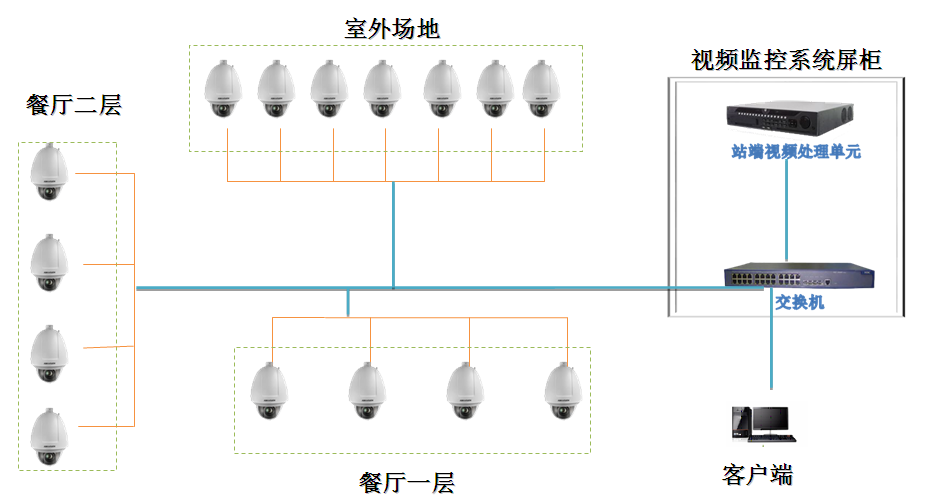 室外场地
视频监控系统屏柜
餐厅二层
站端视频处理单元
交换机
餐厅一层
客户端